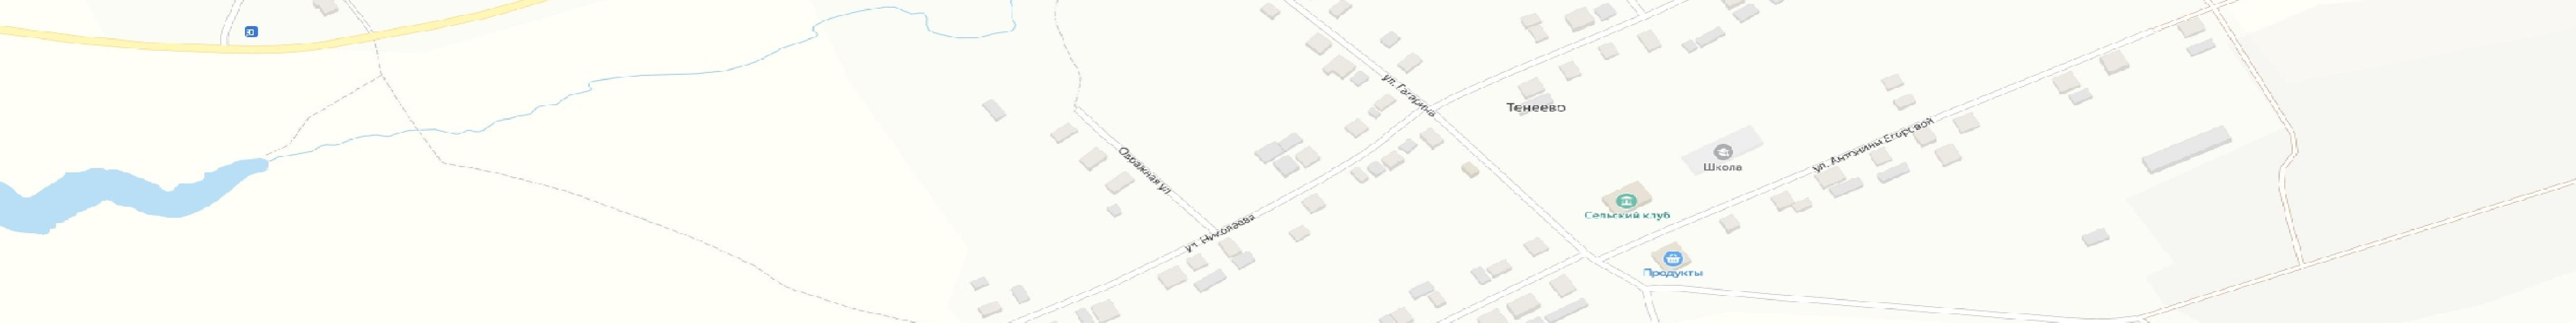 ул. Гагарина
Тенеево
ул. Антонины Егоровой
Овражная ул.
Школа
Сельский клуб
ул. Николаева
Продукты